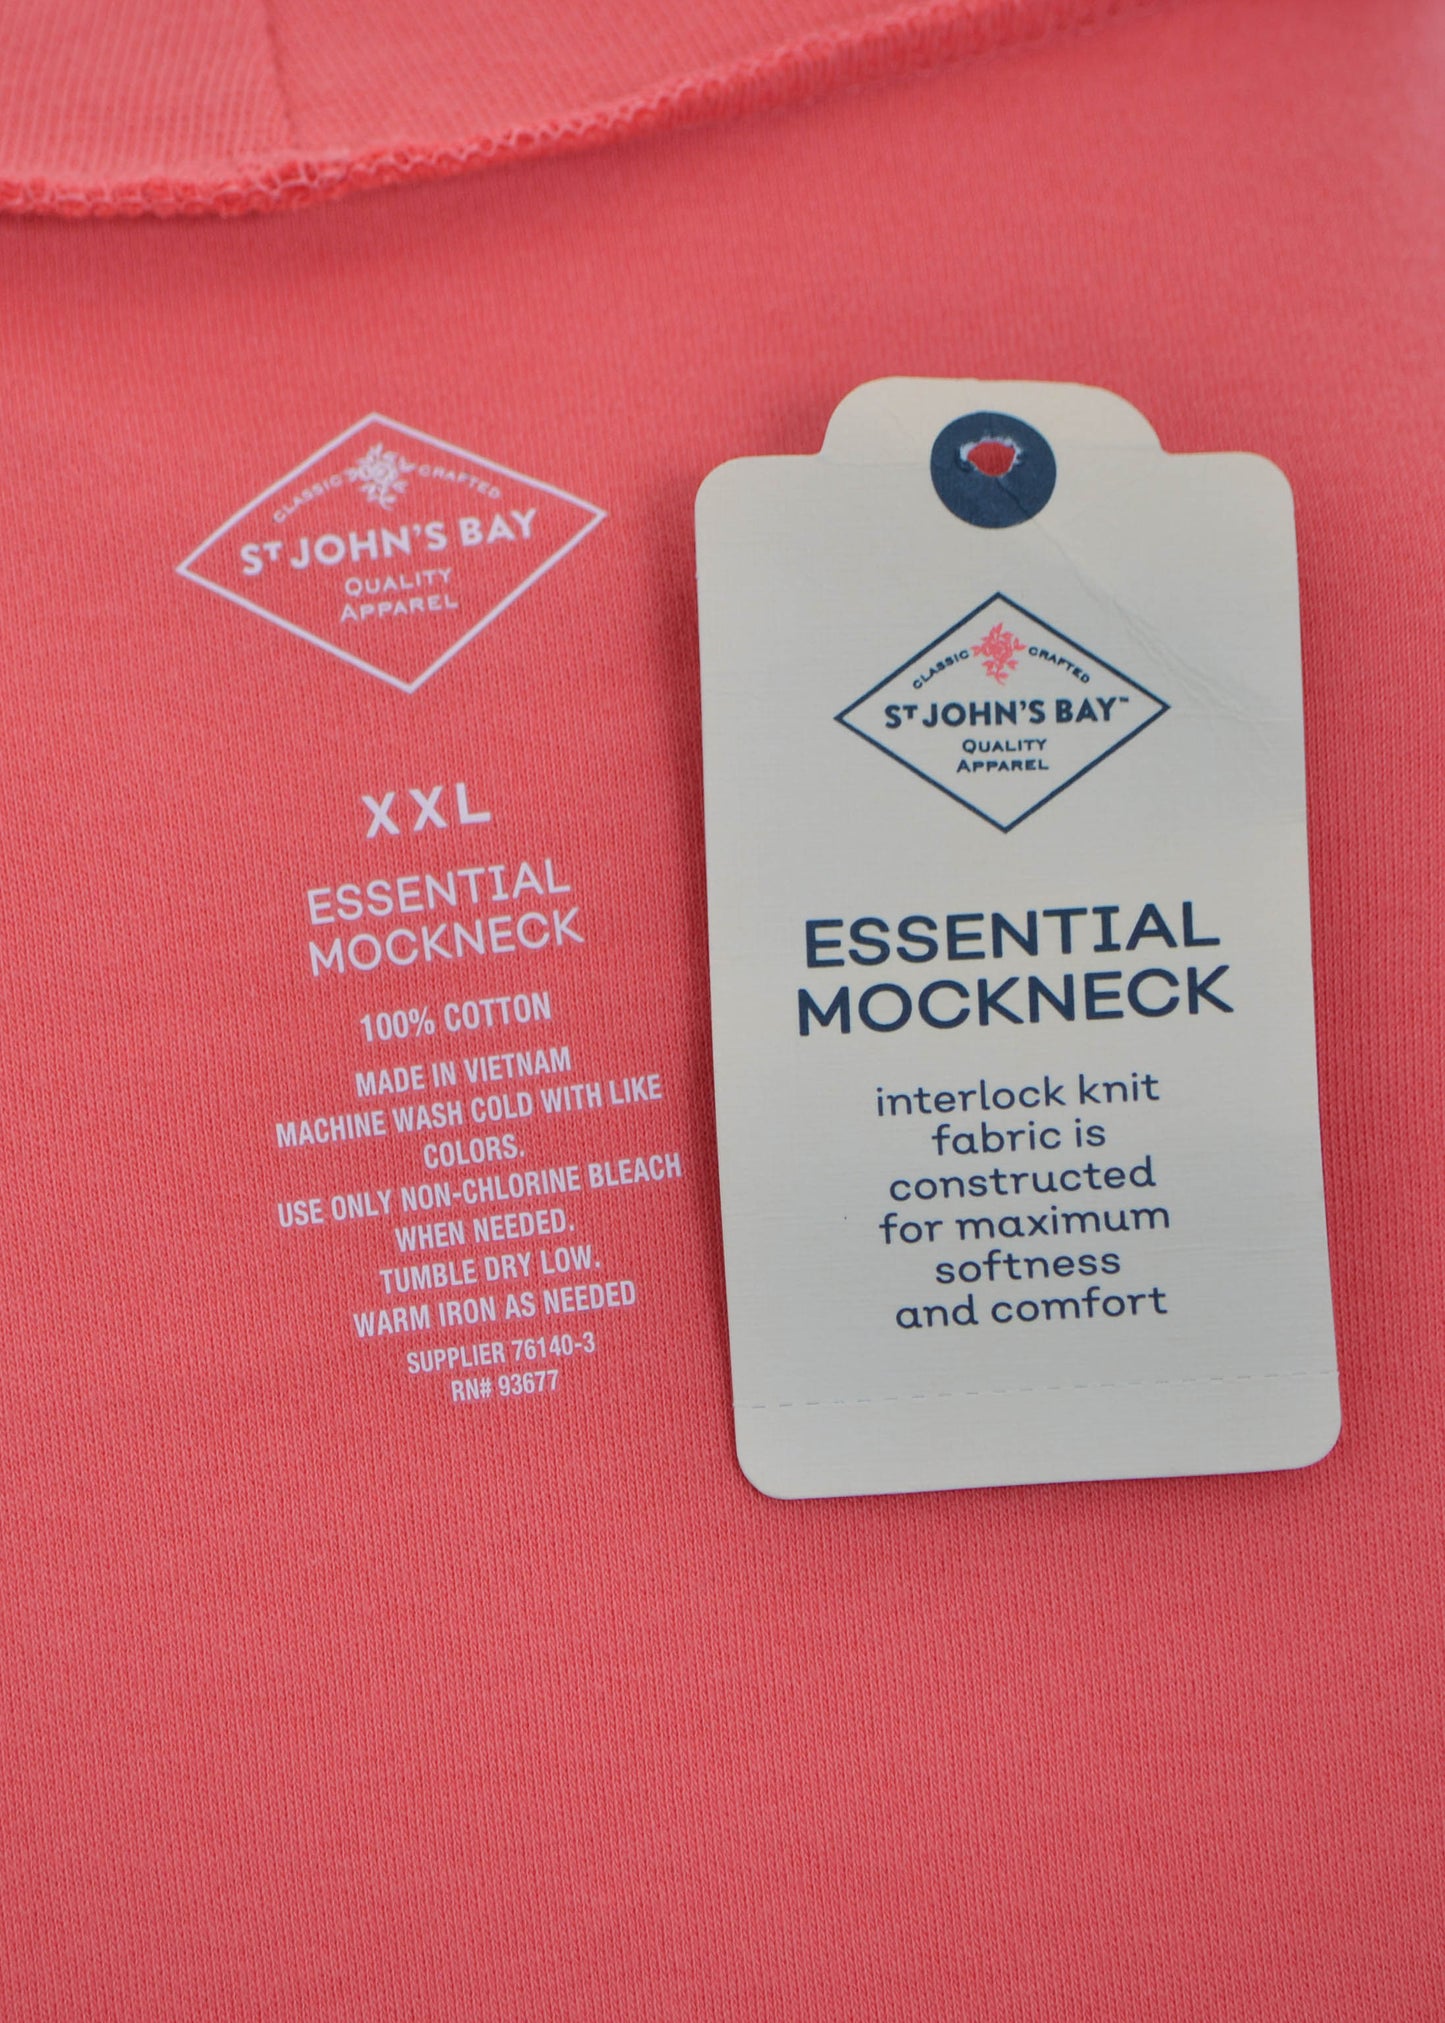 CLASSIC CRAFTED
ST JOHN'S BAY
QUALITY
APPAREL
XXL
ESSENTIAL
MOCKNECK
100% COTTON
MADE IN VIETNAM
MACHINE WASH COLD WITH LIKE
COLORS.
USE ONLY NON-CHLORINE BLEACH
WHEN NEEDED.
TUMBLE DRY LOW.
WARM IRON AS NEEDED
SUPPLIER 76140-3
RN# 93677
CLASSIC CRAFTED
ST JOHN'S BAY™
QUALITY
APPAREL
ESSENTIAL
MOCKNECK
interlock knit
fabric is
constructed
for maximum
softness
and comfort